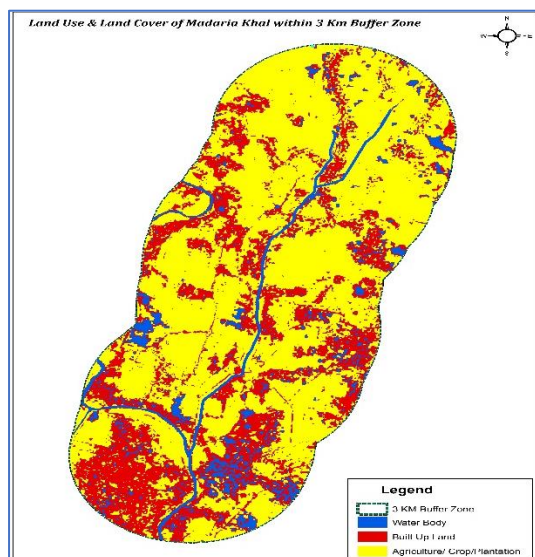 Land Use & Land Cover of Madaria Khal within 3 Km Buffer Zone
N
W E
S
Legend
3 KM Buffer Zone
Water Body
Built Up Land
Agriculture/ Crop/Plantation